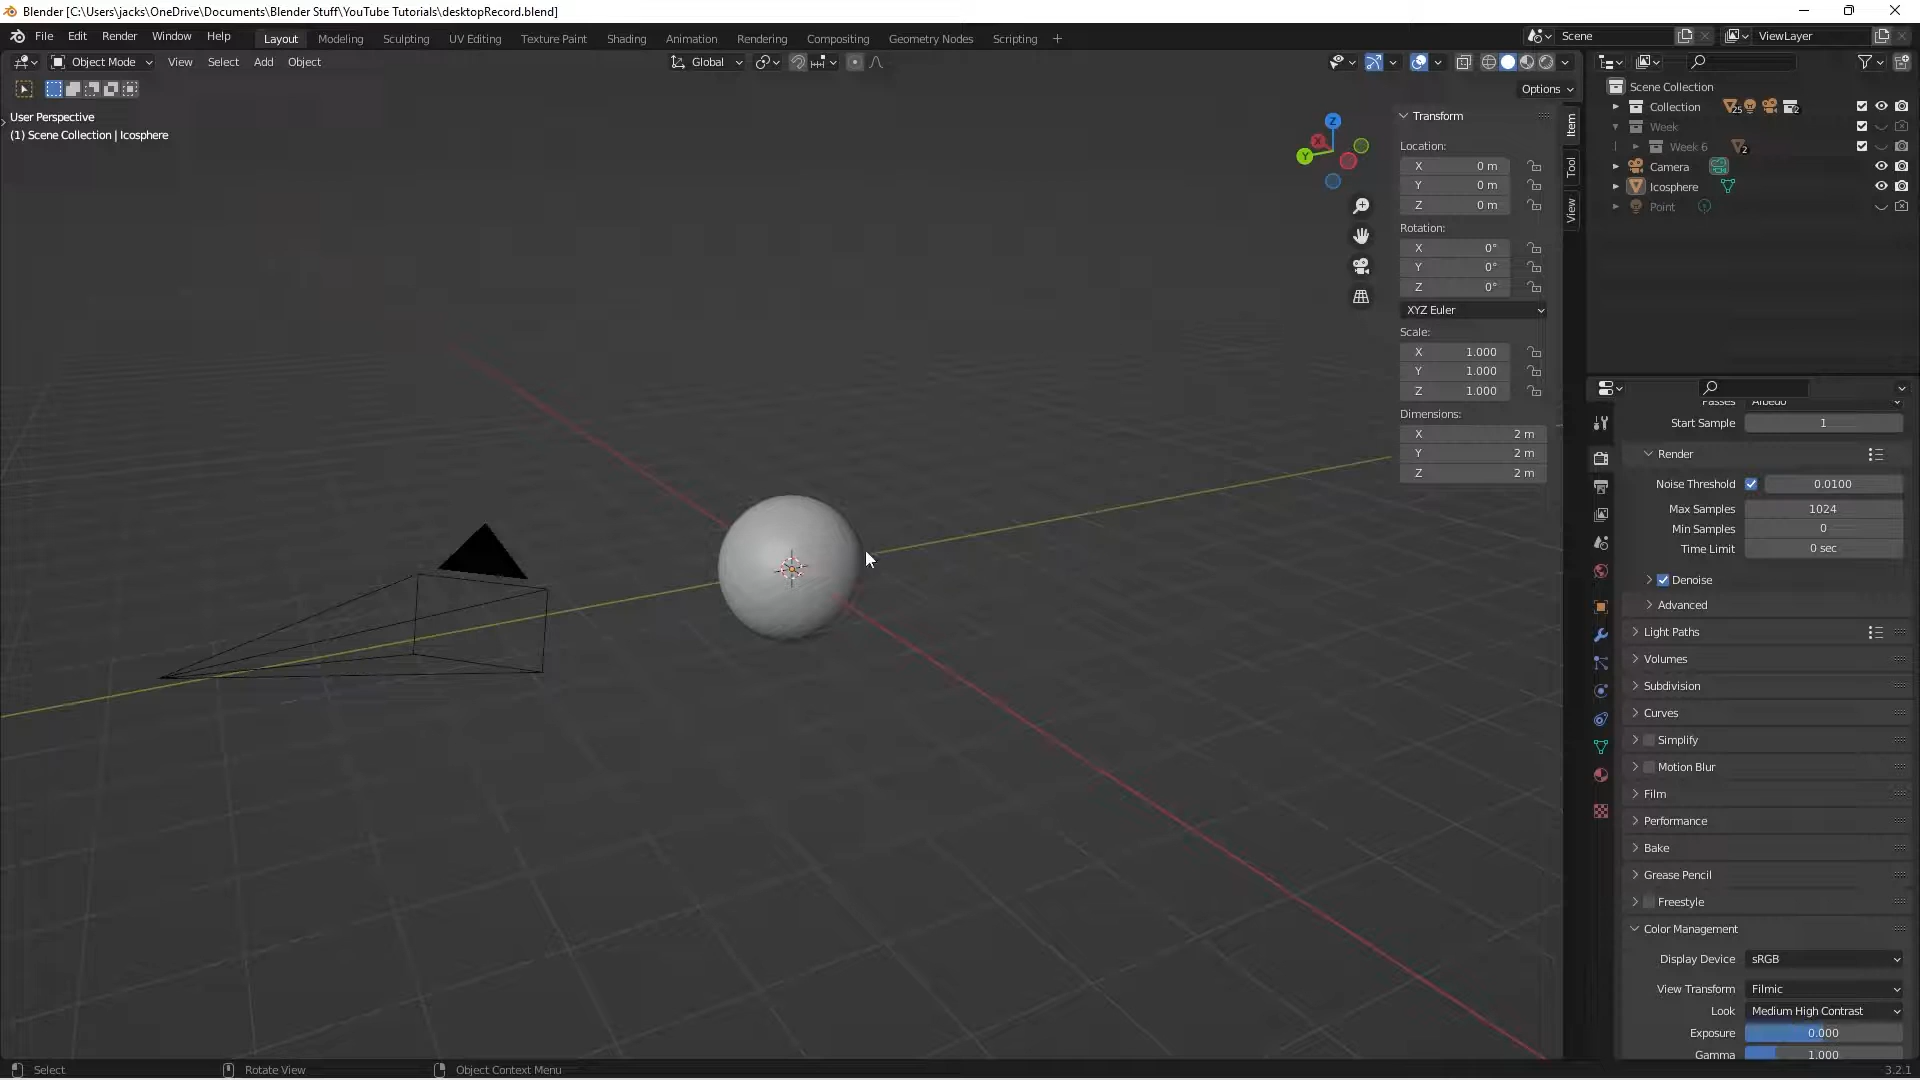 Blender [C:\Users\jacks\OneDrive\Documents\Blender Stuff\YouTube Tutorials\desktopRecord.blend]
File Edit Render Window Help Layout Modeling Sculpting UV Editing Texture Paint Shading Animation Rendering Compositing Geometry Nodes Scripting + Scene ViewLayer
Object Mode View Select Add Object Global
Options
User Perspective
(1) Scene Collection | Icosphere
Z
X
Y
Transform
Location:
X 0 m
Y 0 m
Z 0 m
Rotation:
X 0°
Y 0°
Z 0°
XYZ Euler
Scale:
X 1.000
Y 1.000
Z 1.000
Dimensions:
X 2 m
Y 2 m
Z 2 m
Item
Tool
View
Scene Collection
Collection 25 2
Week
Week 6 2
Camera
Icosphere
Point
Passes Albedo
Start Sample 1
Render
Noise Threshold 0.0100
Max Samples 1024
Min Samples 0
Time Limit 0 sec
Denoise
Advanced
Light Paths
Volumes
Subdivision
Curves
Simplify
Motion Blur
Film
Performance
Bake
Grease Pencil
Freestyle
Color Management
Display Device sRGB
View Transform Filmic
Look Medium High Contrast
Exposure 0.000
Gamma 1.000
Select Rotate View Object Context Menu 3.2.1